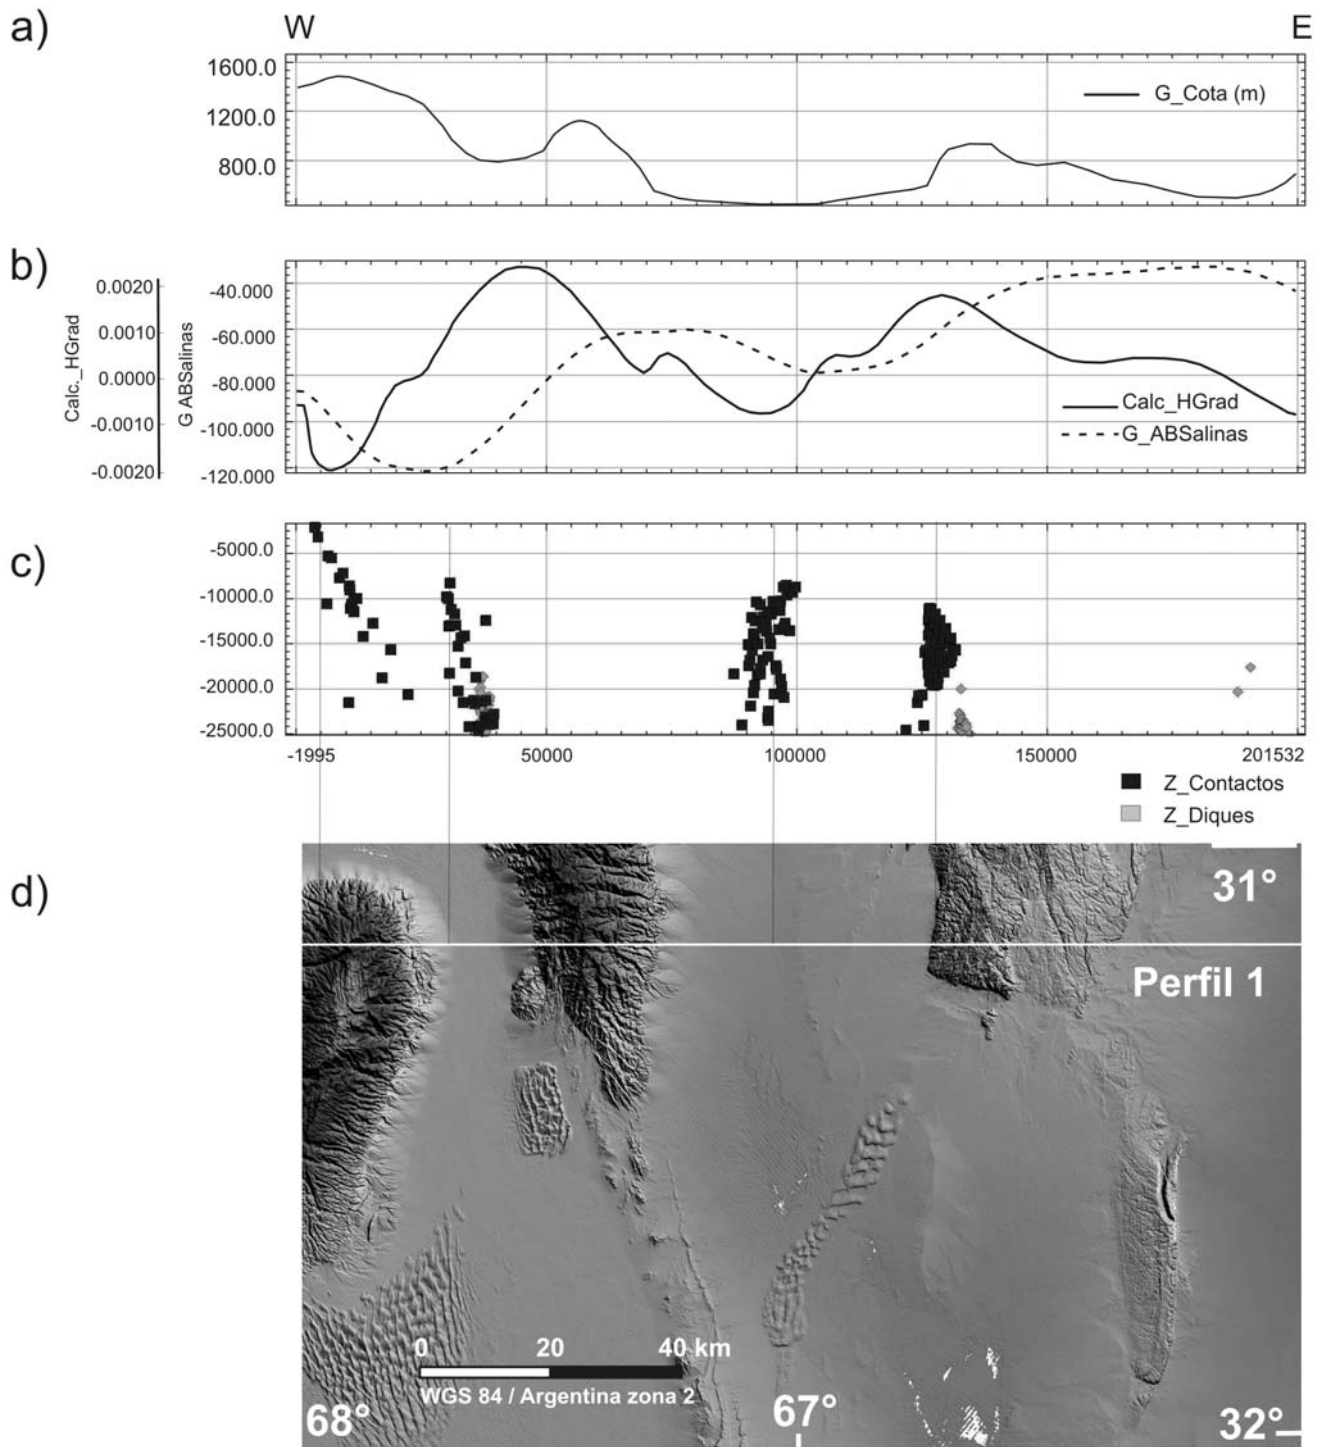 a)
W
E
1600.0
1200.0
800.0
G_Cota (m)
b)
Calc._HGrad
0.0020
0.0010
0.0000
-0.0010
-0.0020
G ABSalinas
-40.000
-60.000
-80.000
-100.000
-120.000
Calc_HGrad
G_ABSalinas
c)
-5000.0
-10000.0
-15000.0
-20000.0
-25000.0
-1995
50000
100000
150000
201532
Z_Contactos
Z_Diques
d)
31°
Perfil 1
0
20
40 km
WGS 84 / Argentina zona 2
68°
67°
32°